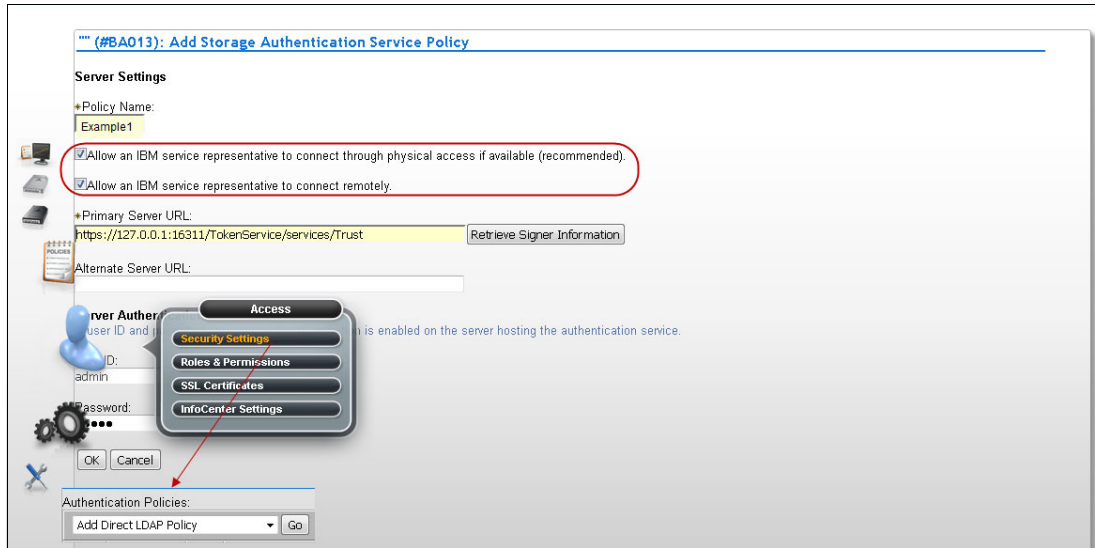 "" (#BA013): Add Storage Authentication Service Policy
Server Settings
Policy Name:
Example1
Allow an IBM service representative to connect through physical access if available (recommended).
Allow an IBM service representative to connect remotely.
Primary Server URL:
https://127.0.0.1:16311/TokenService/services/Trust
Retrieve Signer Information
POLICIES
Alternate Server URL:
Access
is enabled on the server hosting the authentication service.
user ID and
Security Settings
Roles & Permissions
SSL Certificates
InfoCenter Settings
ID:
admin
Password:
OK Cancel
Authentication Policies:
Add Direct LDAP Policy Go